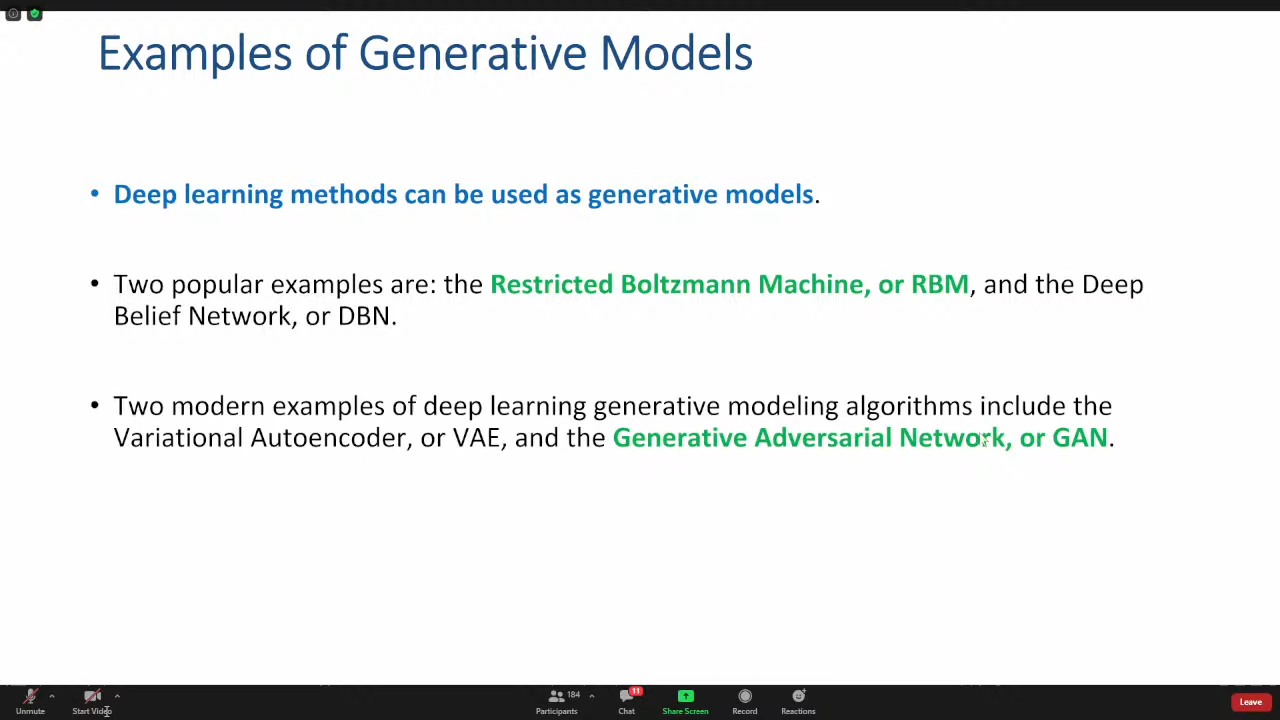 Examples of Generative Models
• Deep learning methods can be used as generative models.
• Two popular examples are: the Restricted Boltzmann Machine, or RBM, and the Deep
Belief Network, or DBN.
• Two modern examples of deep learning generative modeling algorithms include the
Variational Autoencoder, or VAE, and the Generative Adversarial Network, or GAN.
Unmute
Start Video
184
Participants
11
Chat
Share Screen
Record
Reactions
Leave